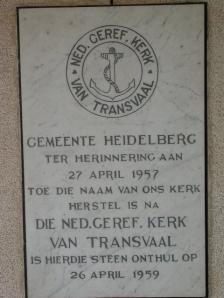 NED. GEREF. KERK
VAN TRANSVAAL
GEMEENTE HEIDELBERG
TER HERINNERING AAN
27 APRIL 1957
TOE DIE NAAM VAN ONS KERK
HERSTEL IS NA
DIE NED. GEREF. KERK
VAN TRANSVAAL
IS HIERDIE STEEN ONTHUL OP
26 APRIL 1959